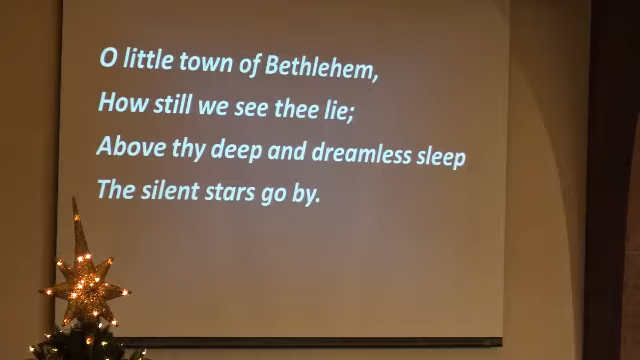 O little town of Bethlehem,
How still we see thee lie;
Above thy deep and dreamless sleep
The silent stars go by.